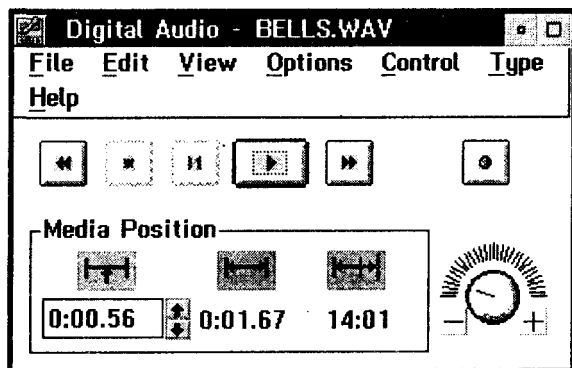 Digital Audio - BELLS.WAV
File Edit View Options Control Type
Help
Media Position
0:00.56 0:01.67 14:01